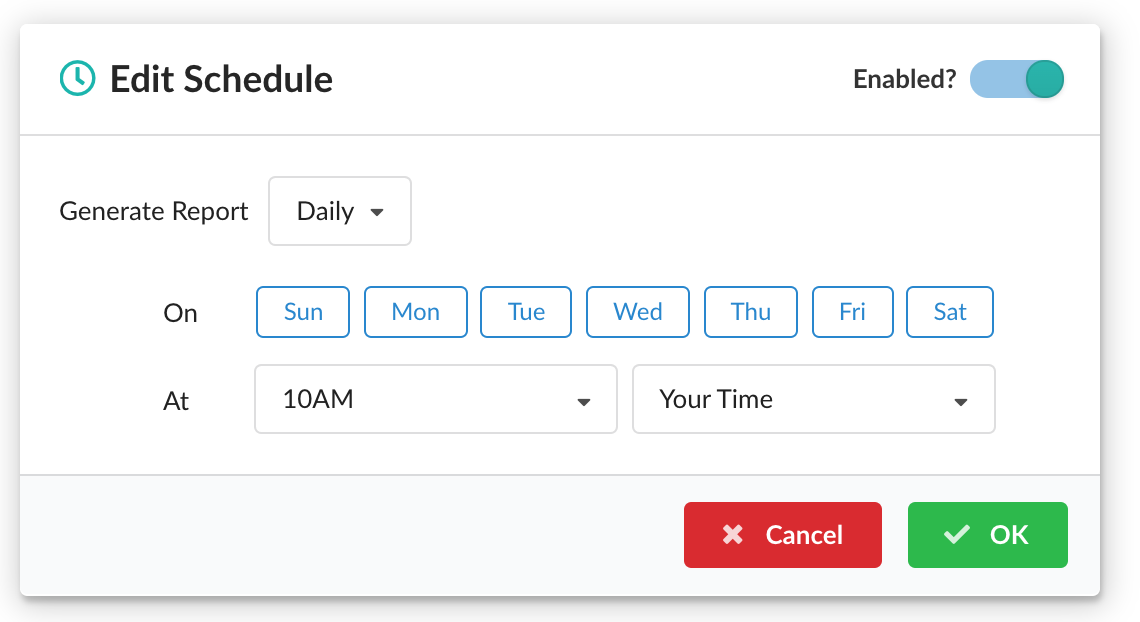 Edit Schedule
Enabled?
Generate Report Daily
On Sun Mon Tue Wed Thu Fri Sat
At 10AM Your Time
Cancel OK